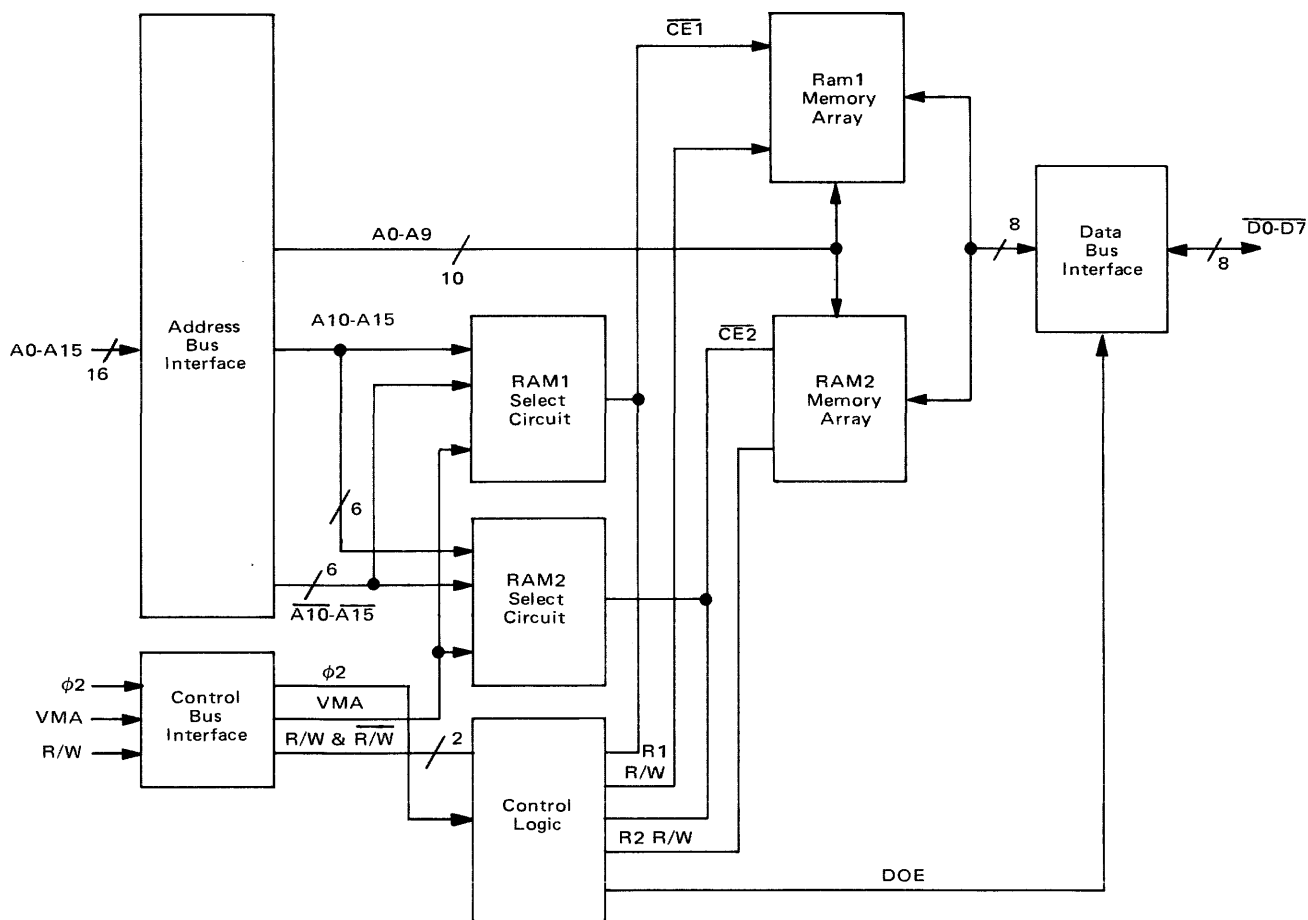 CE1
Ram1
Memory
Array
A0-A9
10
8
Data
Bus
Interface
D0-D7
8
A0-A15
16
Address
Bus
Interface
A10-A15
6
6
A10-A15
RAM1
Select
Circuit
CE2
RAM2
Memory
Array
RAM2
Select
Circuit
ϕ2
VMA
R/W
Control
Bus
Interface
ϕ2
VMA
R/W & R/W
2
Control
Logic
R1
R/W
R2 R/W
DOE